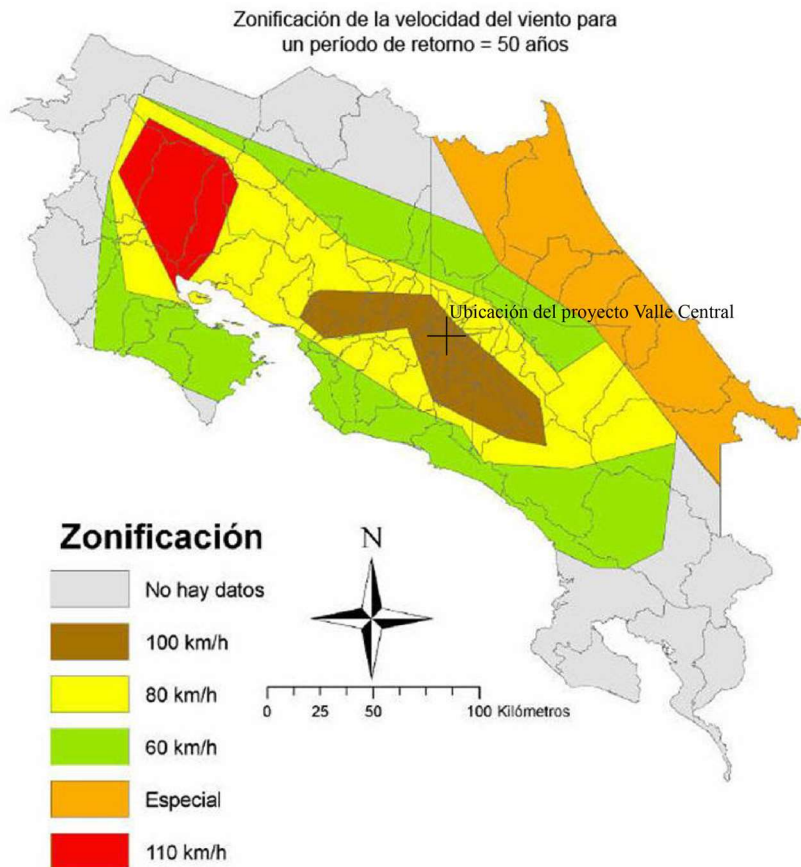 Zonificación de la velocidad del viento para
un período de retorno = 50 años
Ubicación del proyecto Valle Central
Zonificación
No hay datos
100 km/h
80 km/h
60 km/h
Especial
110 km/h
N
0 25 50 100 Kilómetros